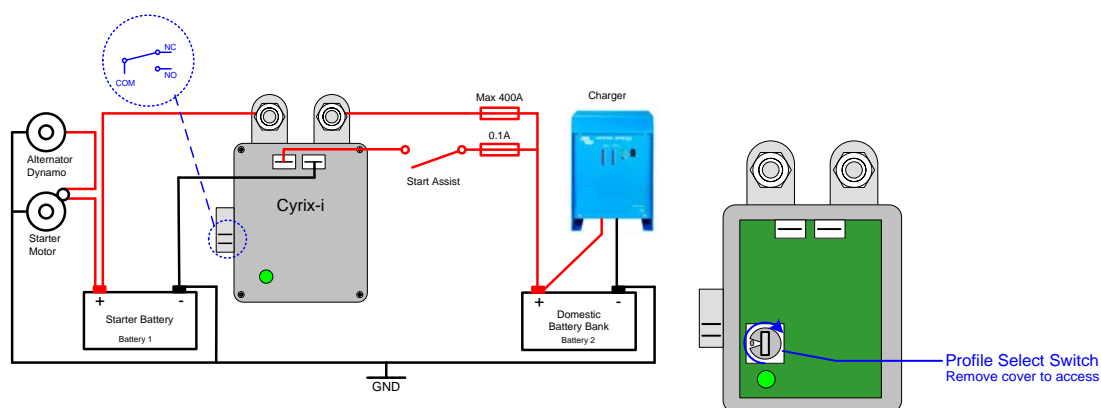 NC
COM
NO
Max 400A
Charger
0.1A
Alternator
Dynamo
Start Assist
Cyrix-i
Starter
Motor
+
-
Starter Battery
Battery 1
+
-
Domestic
Battery Bank
Battery 2
GND
0
Profile Select Switch
Remove cover to access